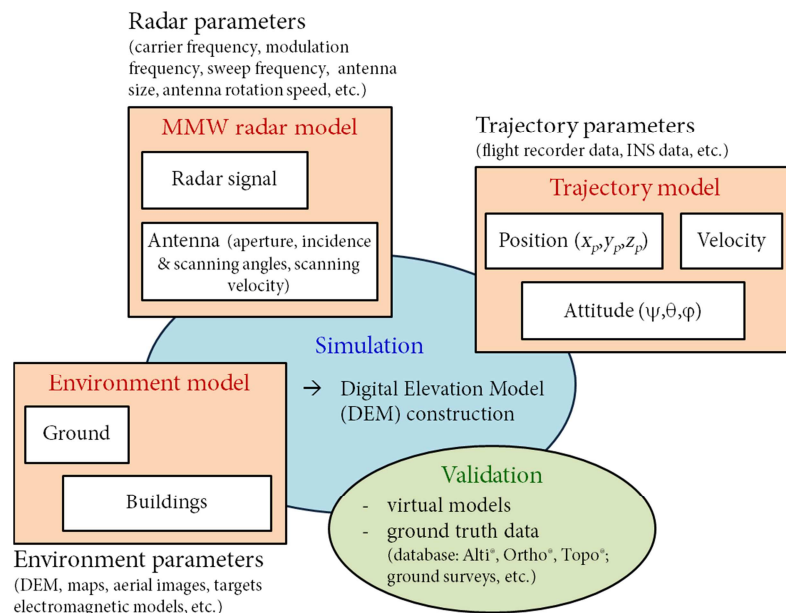 Radar parameters
(carrier frequency, modulation
frequency, sweep frequency, antenna
size, antenna rotation speed, etc.)
MMW radar model
Radar signal
Antenna (aperture, incidence
& scanning angles, scanning
velocity)
Trajectory parameters
(flight recorder data, INS data, etc.)
Trajectory model
Position (xp,yp,zp)
Velocity
Attitude (ψ,θ,φ)
Simulation
→ Digital Elevation Model
(DEM) construction
Environment model
Ground
Buildings
Environment parameters
(DEM, maps, aerial images, targets
electromagnetic models, etc.)
Validation
- virtual models
- ground truth data
(database: Alti®, Ortho®, Topo®;
ground surveys, etc.)